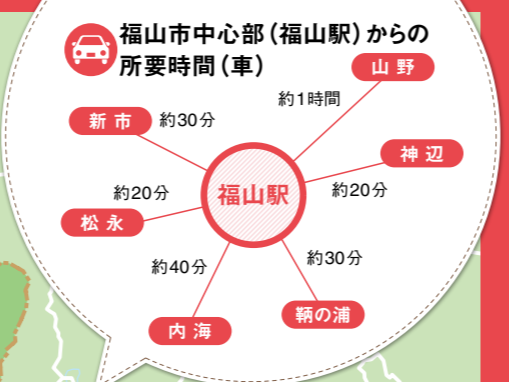 福山市中心部（福山駅）からの
所要時間（車）
山野
約1時間
新市
約30分
神辺
約20分
福山駅
約20分
松永
約40分
内海
約30分
鞆の浦